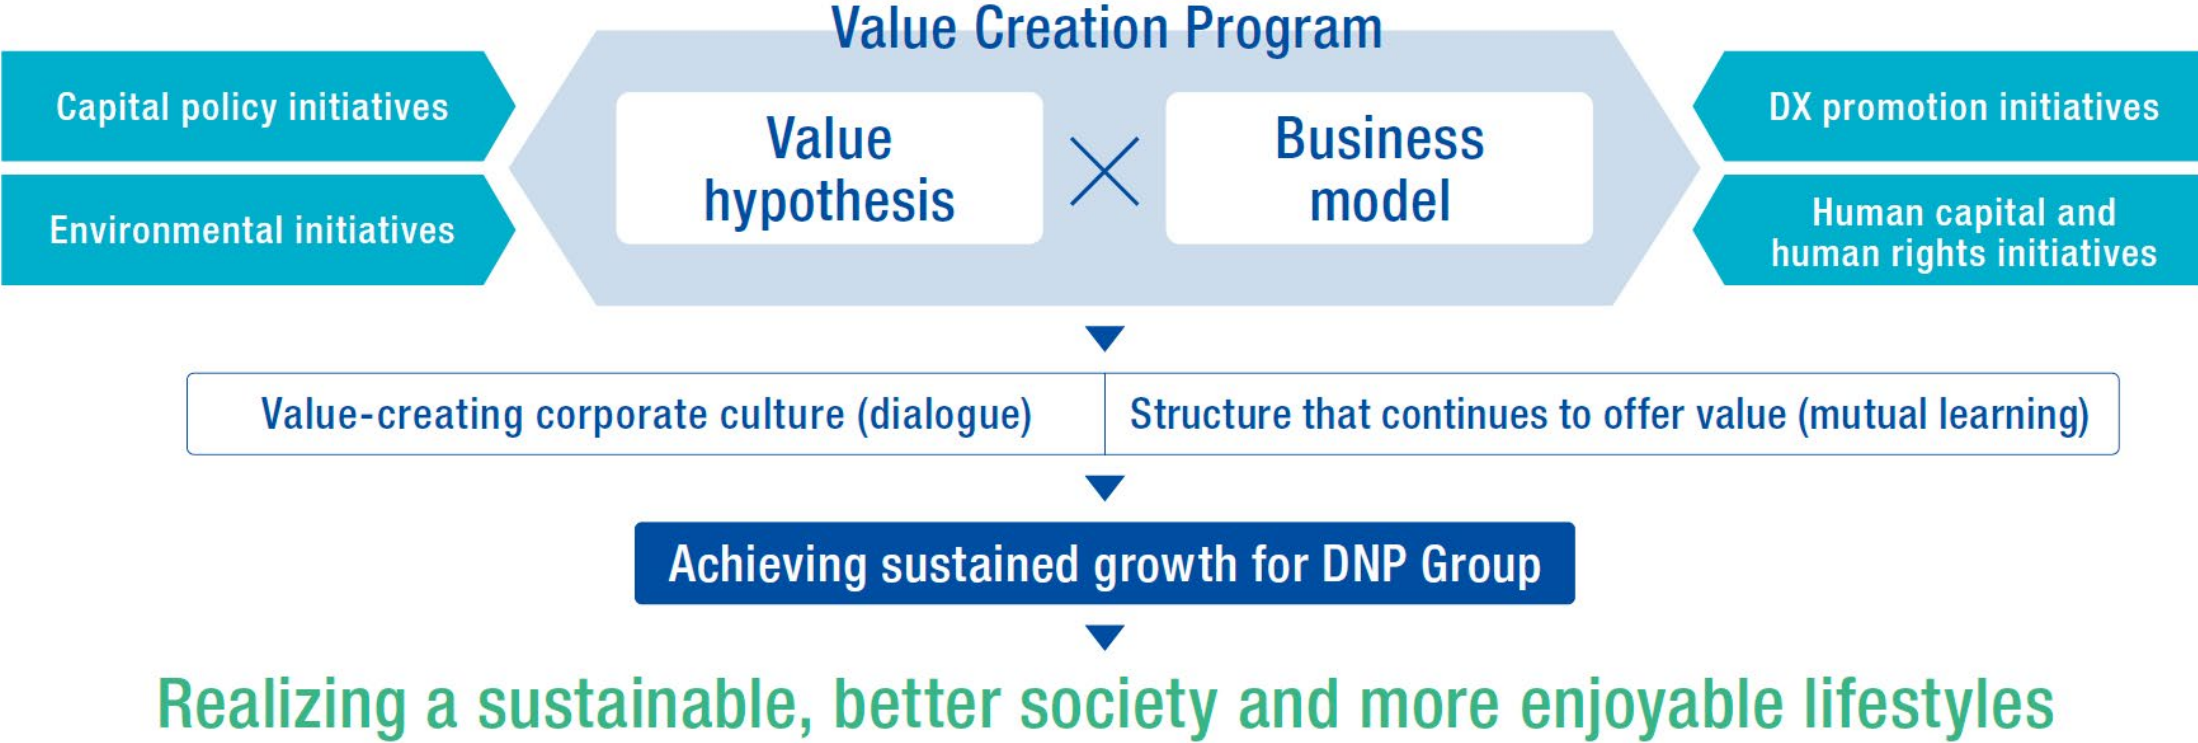 Value Creation Program
Capital policy initiatives
Environmental initiatives
Value
hypothesis
×
Business
model
DX promotion initiatives
Human capital and
human rights initiatives
Value-creating corporate culture (dialogue)
Structure that continues to offer value (mutual learning)
Achieving sustained growth for DNP Group
Realizing a sustainable, better society and more enjoyable lifestyles